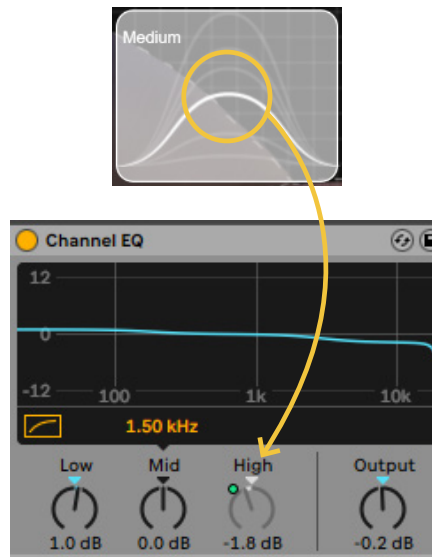 Medium
Channel EQ
12
0
-12 100 1k 10k
1.50 kHz
Low Mid High Output
1.0 dB 0.0 dB -1.8 dB -0.2 dB